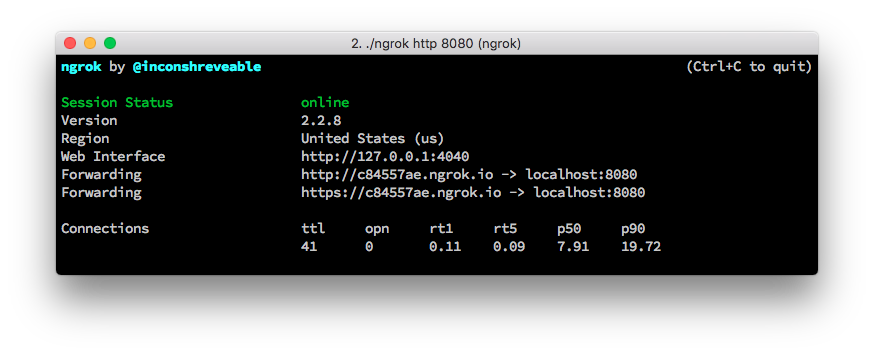 2. ./ngrok http 8080 (ngrok)
ngrok by @inconshreveable (Ctrl+C to quit)
Session Status online
Version 2.2.8
Region United States (us)
Web Interface http://127.0.0.1:4040
Forwarding http://c84557ae.ngrok.io -> localhost:8080
Forwarding https://c84557ae.ngrok.io -> localhost:8080
Connections ttl opn rt1 rt5 p50 p90
41 0 0.11 0.09 7.91 19.72